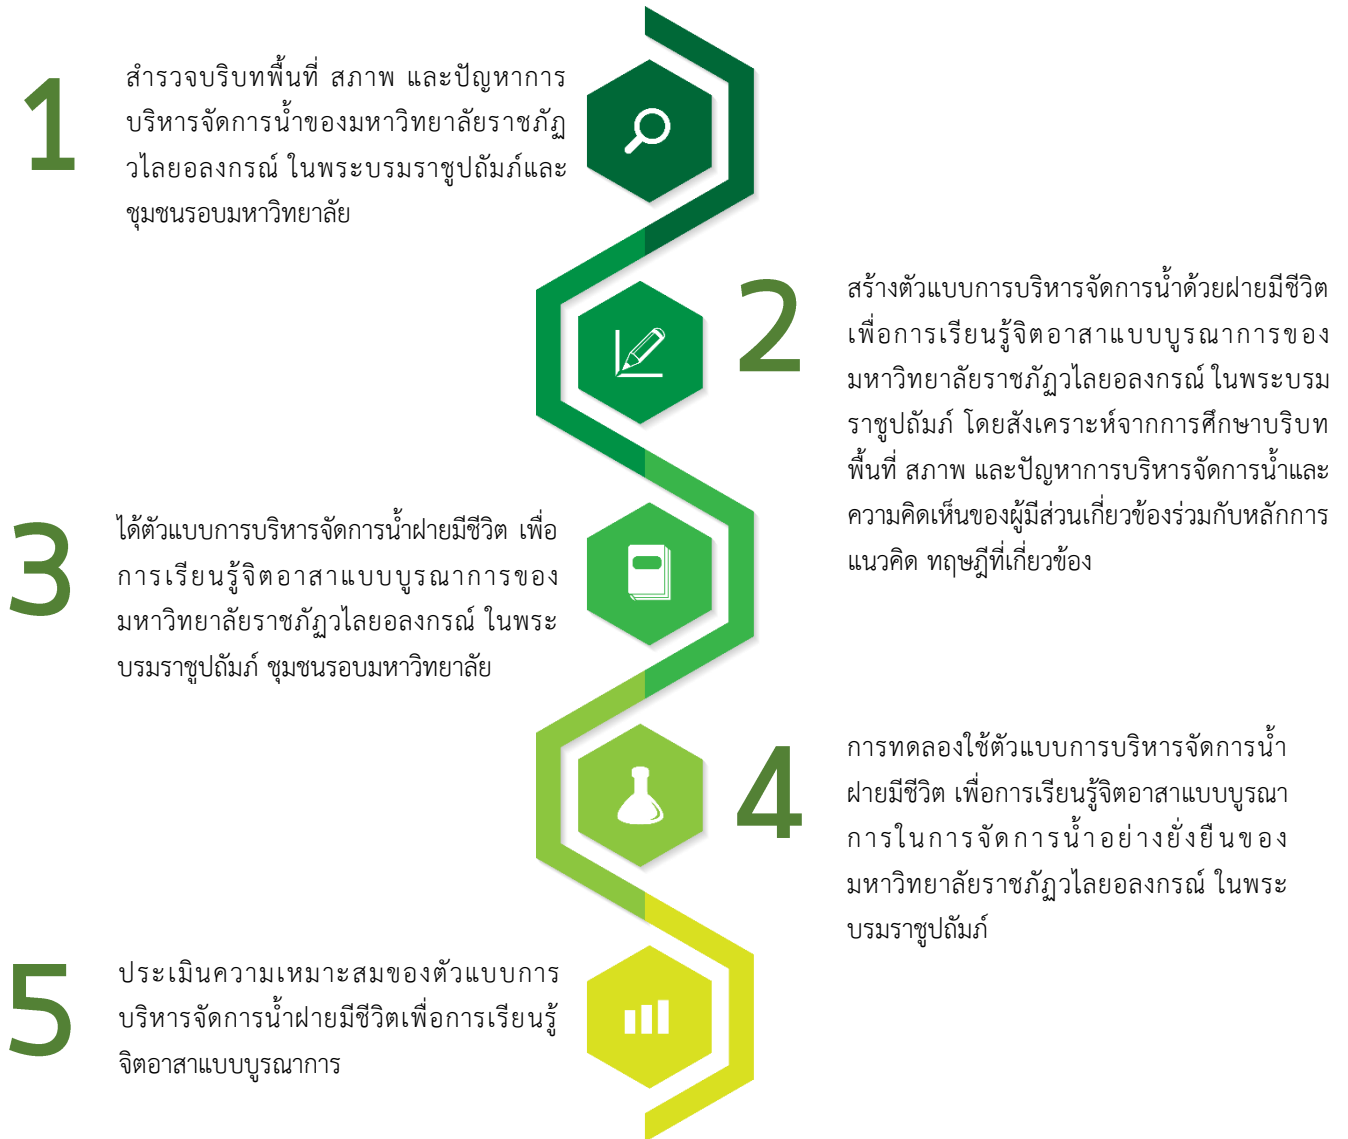 1
สำรวจบริบทพื้นที่ สภาพ และปัญหาการ
บริหารจัดการน้ำของมหาวิทยาลัยราชภัฏ
วไลยอลงกรณ์ ในพระบรมราชูปถัมภ์และ
ชุมชนรอบมหาวิทยาลัย
2
สร้างตัวแบบการบริหารจัดการน้ำด้วยฝายมีชีวิต
เพื่อการเรียนรู้จิตอาสาแบบบูรณาการของ
มหาวิทยาลัยราชภัฏวไลยอลงกรณ์ ในพระบรม
ราชูปถัมภ์ โดยสังเคราะห์จากการศึกษาบริบท
พื้นที่ สภาพ และปัญหาการบริหารจัดการน้ำและ
ความคิดเห็นของผู้มีส่วนเกี่ยวข้องร่วมกับหลักการ
แนวคิด ทฤษฎีที่เกี่ยวข้อง
3
ได้ตัวแบบการบริหารจัดการน้ำฝายมีชีวิต เพื่อ
การเรียนรู้จิตอาสาแบบบูรณาการของ
มหาวิทยาลัยราชภัฏวไลยอลงกรณ์ ในพระ
บรมราชูปถัมภ์ ชุมชนรอบมหาวิทยาลัย
4
การทดลองใช้ตัวแบบการบริหารจัดการน้ำ
ฝายมีชีวิต เพื่อการเรียนรู้จิตอาสาแบบบูรณา
การในการจัดการน้ำอย่างยั่งยืนของ
มหาวิทยาลัยราชภัฏวไลยอลงกรณ์ ในพระ
บรมราชูปถัมภ์
5
ประเมินความเหมาะสมของตัวแบบการ
บริหารจัดการน้ำฝายมีชีวิตเพื่อการเรียนรู้
จิตอาสาแบบบูรณาการ